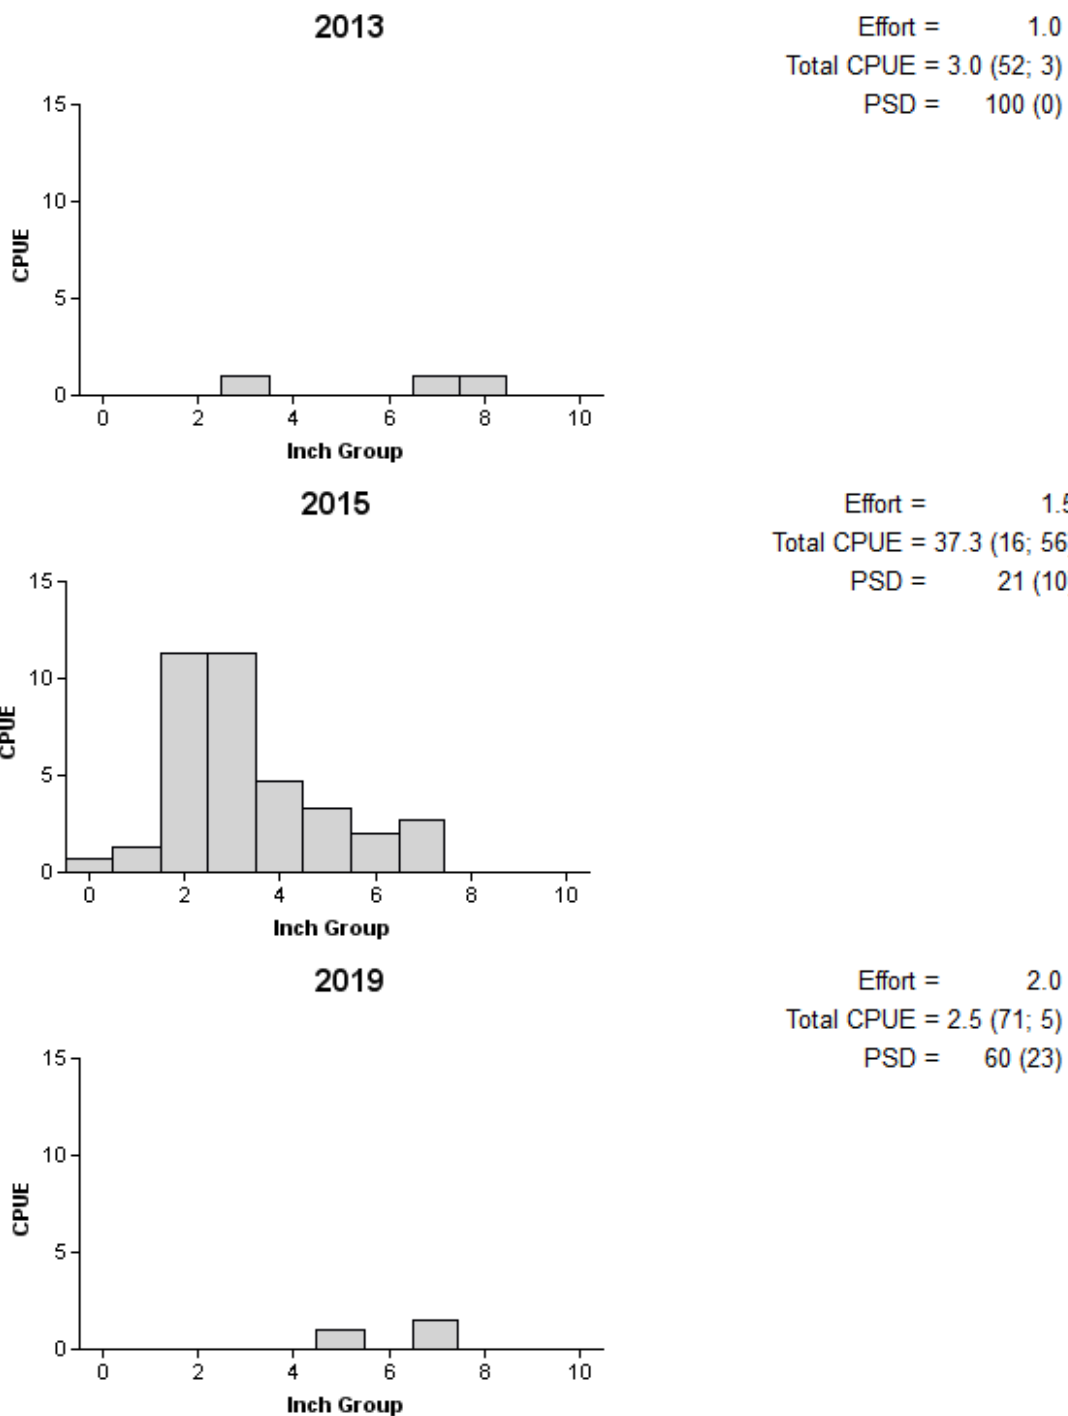 2013
Effort = 1.0
Total CPUE = 3.0 (52; 3)
PSD = 100 (0)
15
10
5
0
CPUE
0 2 4 6 8 10
Inch Group
2015
Effort = 1.5
Total CPUE = 37.3 (16; 56
PSD = 21 (10
15
10
5
0
CPUE
0 2 4 6 8 10
Inch Group
2019
Effort = 2.0
Total CPUE = 2.5 (71; 5)
PSD = 60 (23)
15
10
5
0
CPUE
0 2 4 6 8 10
Inch Group